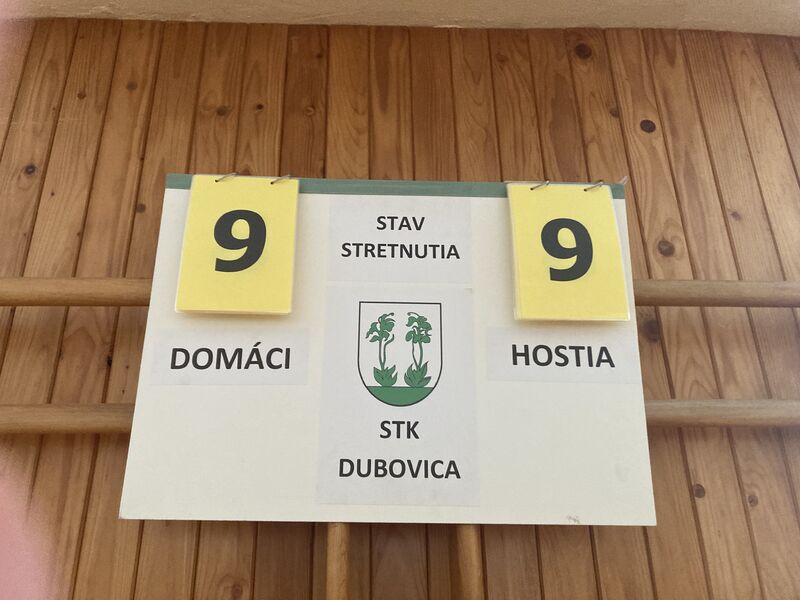 9
STAV
STRETNUTIA
9
DOMÁCI
HOSTIA
STK
DUBOVICA